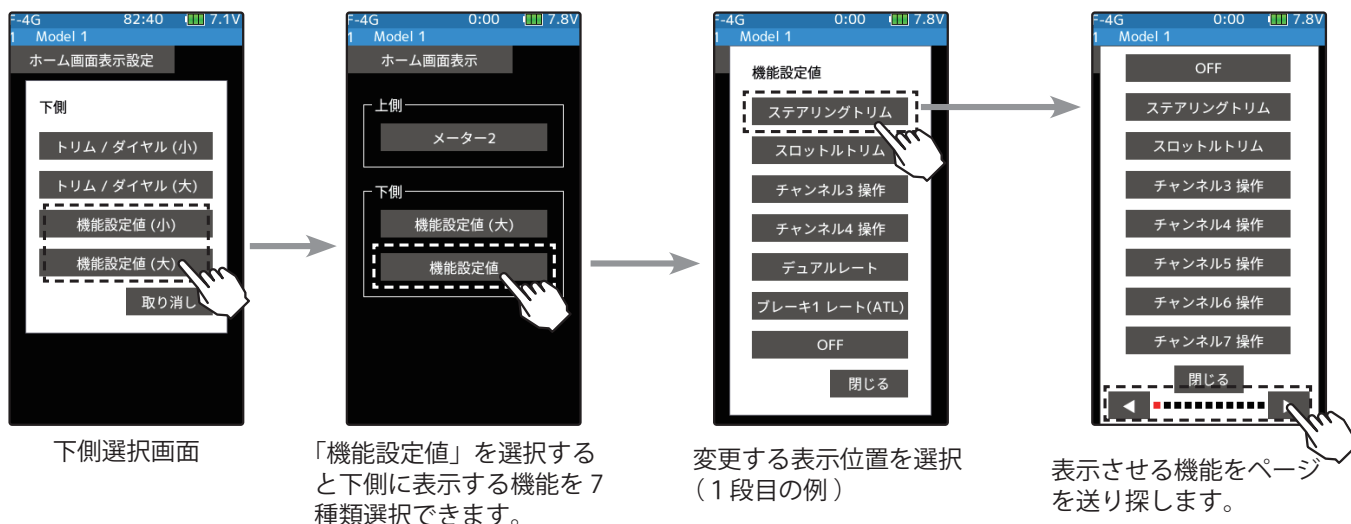 F-4G 82:40 7.1V
1 Model 1
ホーム画面表示設定
下側
トリム / ダイヤル (小)
トリム / ダイヤル (大)
機能設定値 (小)
機能設定値 (大)
取り消し
下側選択画面
F-4G 0:00 7.8V
1 Model 1
ホーム画面表示
上側
メーター2
下側
機能設定値 (大)
機能設定値
「機能設定値」を選択する
と下側に表示する機能を 7
種類選択できます。
F-4G 0:00 7.8V
1 Model 1
機能設定値
ステアリングトリム
スロットルトリム
チャンネル3 操作
チャンネル4 操作
デュアルレート
ブレーキ1 レート(ATL)
OFF
閉じる
変更する表示位置を選択
( 1 段目の例 )
F-4G 0:00 7.8V
1 Model 1
OFF
ステアリングトリム
スロットルトリム
チャンネル3 操作
チャンネル4 操作
チャンネル5 操作
チャンネル6 操作
チャンネル7 操作
閉じる
表示させる機能をページ
を送り探します。